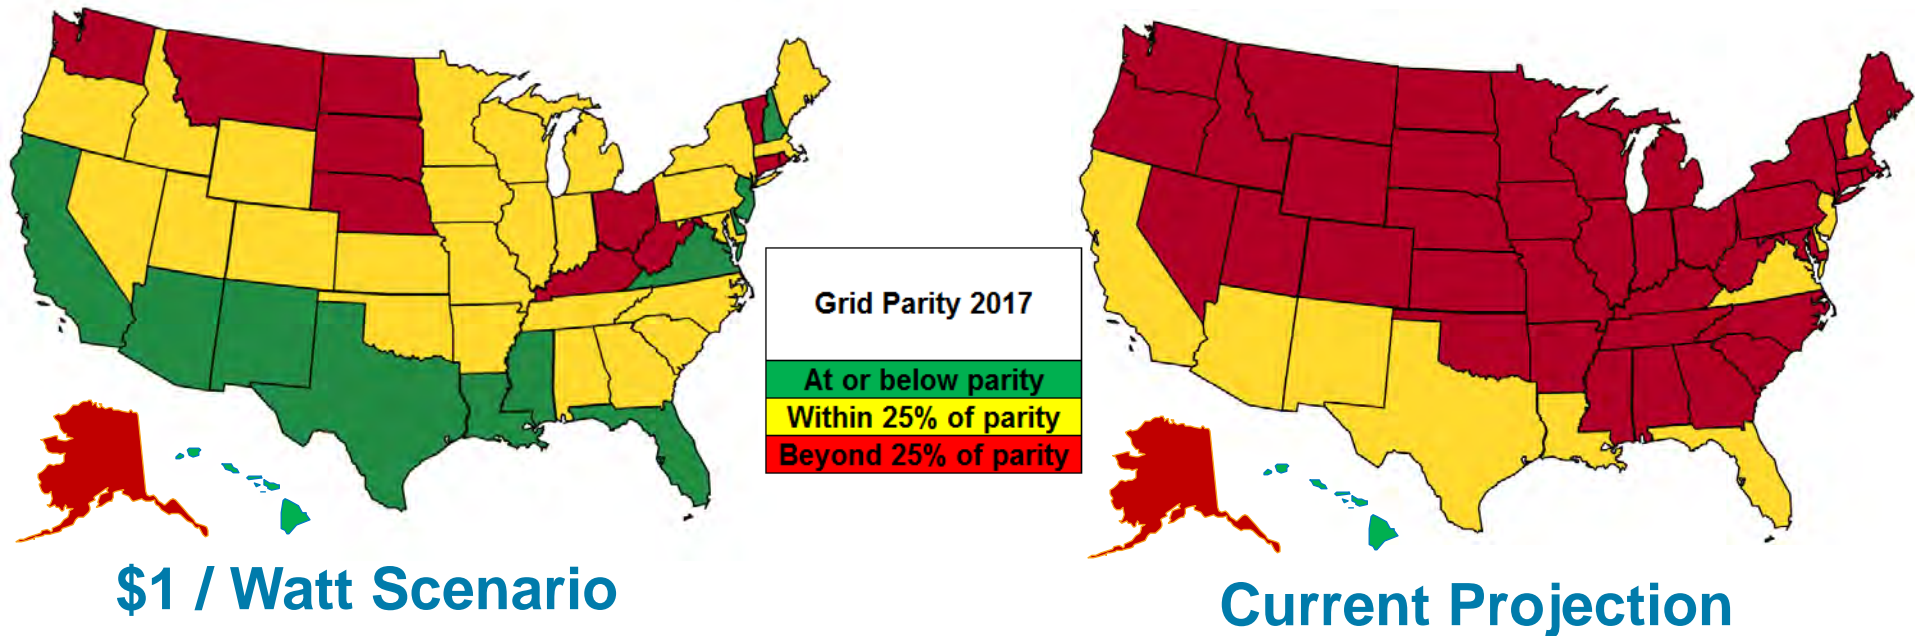 Grid Parity 2017
At or below parity
Within 25% of parity
Beyond 25% of parity
$1 / Watt Scenario
Current Projection